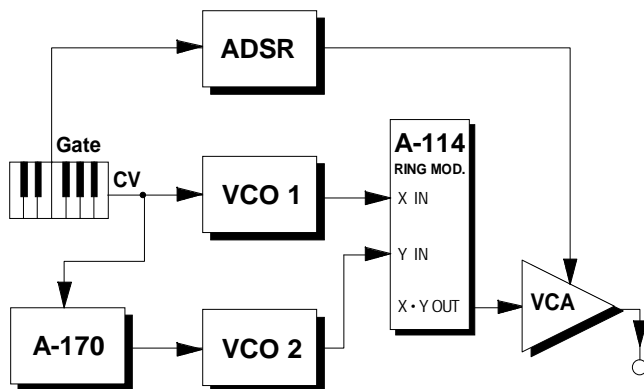 ADSR
Gate
CV
VCO 1
A-114
RING MOD.
X IN
Y IN
X • Y OUT
VCA
A-170
VCO 2